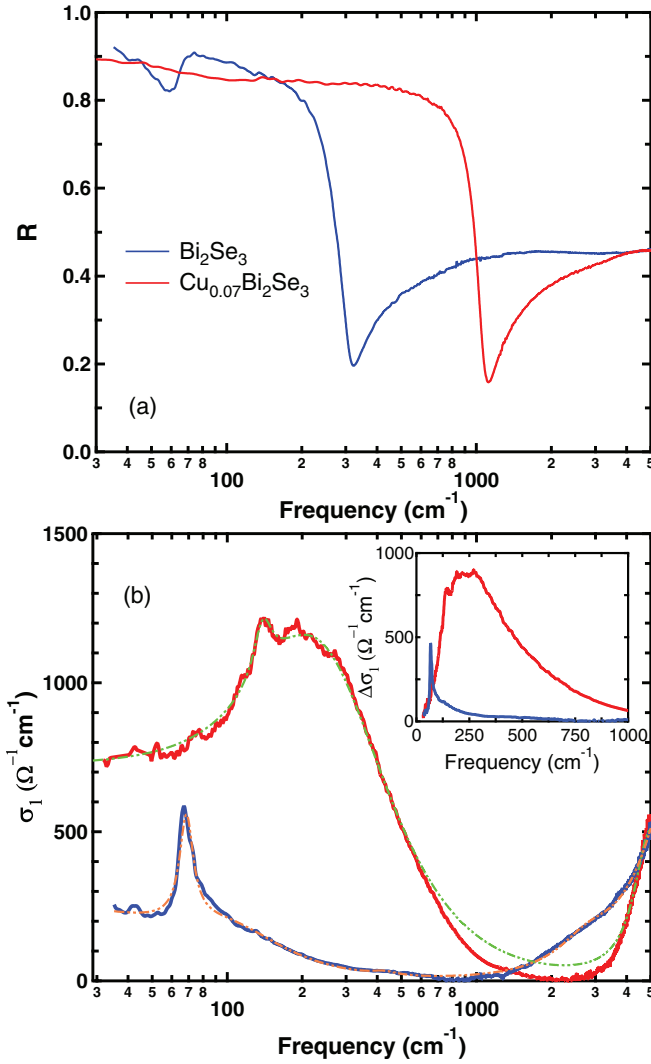 1.0
0.8
0.6
0.4
0.2
0.0
R
Bi2Se3
Cu0.07Bi2Se3
(a)
3 4 5 6 7 8 100 2 3 4 5 6 7 8 1000 2 3 4 5
Frequency (cm-1)
1500
1000
500
0
σ1 (Ω-1cm-1)
(b)
1000
500
0
Δσ1 (Ω-1cm-1)
0 250 500 750 1000
Frequency (cm-1)
3 4 5 6 7 8 100 2 3 4 5 6 7 8 1000 2 3 4 5
Frequency (cm-1)